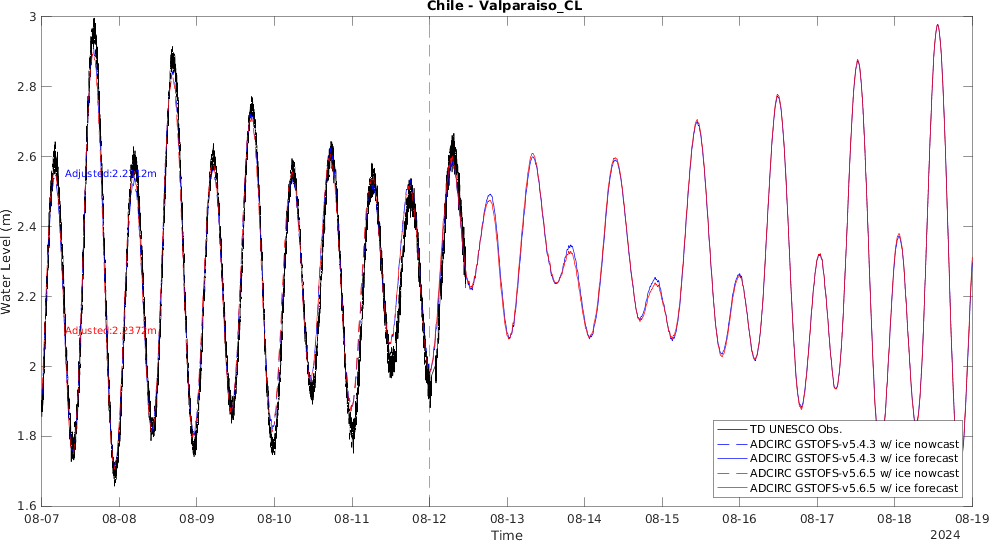 Chile - Valparaiso_CL
Water Level (m)
3
2.8
2.6
2.4
2.2
2
1.8
1.6
Adjusted:2.2372m
TD UNESCO Obs.
ADCIRC GSTOFS-v5.4.3 w/ ice nowcast
ADCIRC GSTOFS-v5.4.3 w/ ice forecast
ADCIRC GSTOFS-v5.6.5 w/ ice nowcast
ADCIRC GSTOFS-v5.6.5 w/ ice forecast
08-07 08-08 08-09 08-10 08-11 08-12 08-13 08-14 08-15 08-16 08-17 08-18 08-19
Time
2024